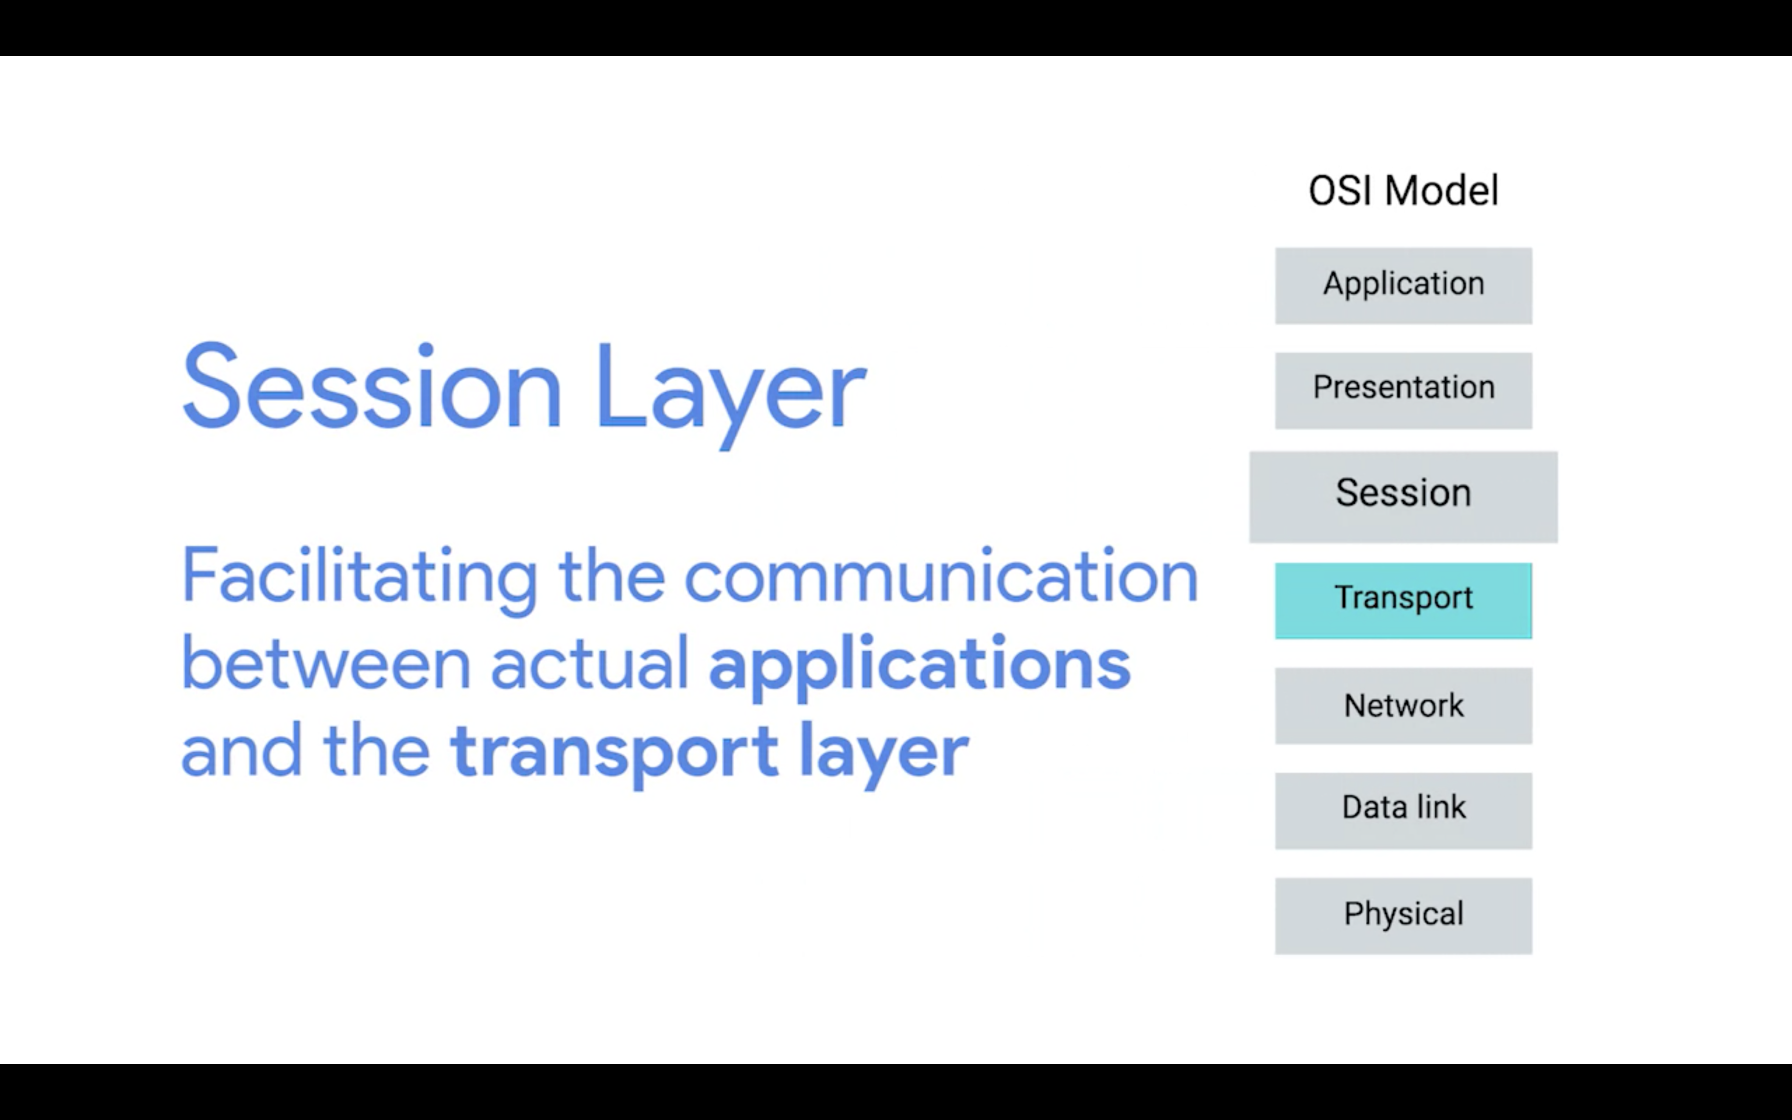 Session Layer
Facilitating the communication
between actual applications
and the transport layer
OSI Model
Application
Presentation
Session
Transport
Network
Data link
Physical